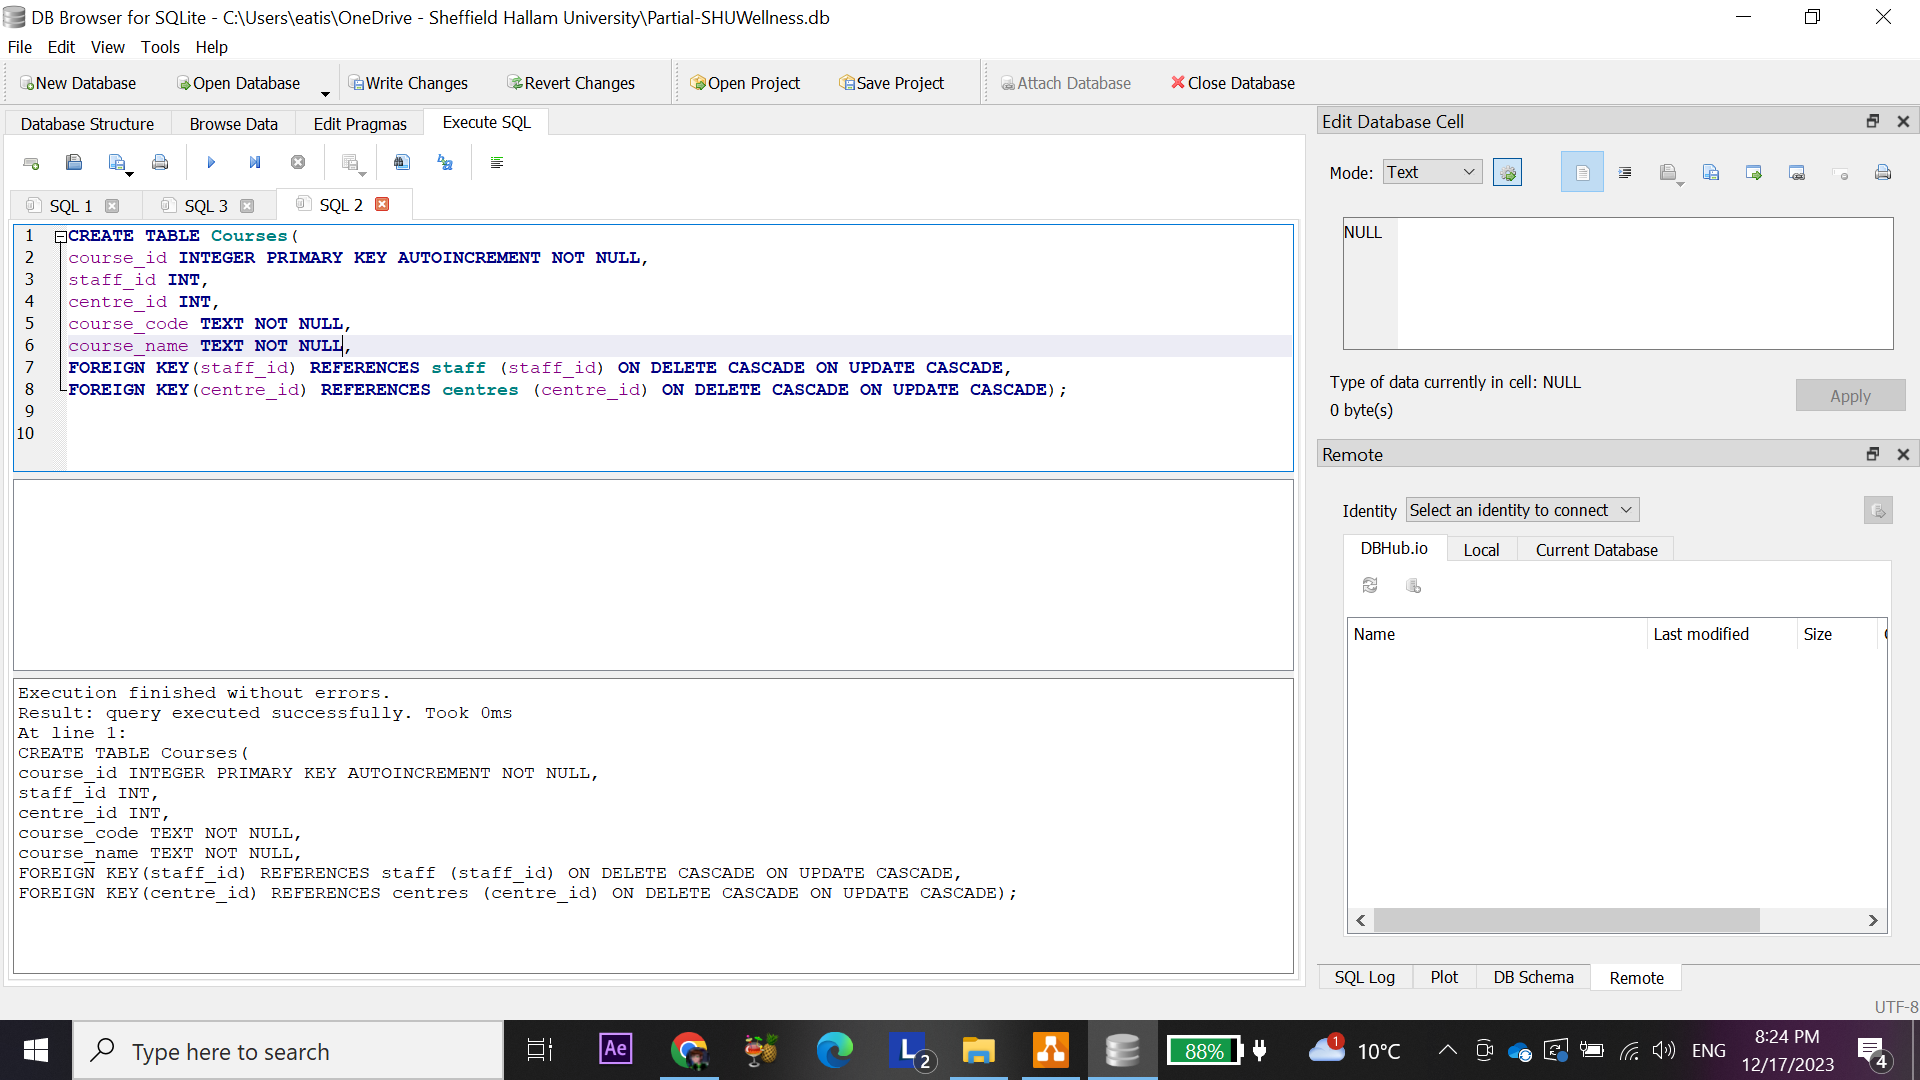 DB Browser for SQLite - C:\Users\eatis\OneDrive - Sheffield Hallam University\Partial-SHUWellness.db
File Edit View Tools Help
New Database Open Database Write Changes Revert Changes Open Project Save Project Attach Database Close Database
Database Structure Browse Data Edit Pragmas Execute SQL
SQL 1 SQL 3 SQL 2
1 CREATE TABLE Courses(
2 course_id INTEGER PRIMARY KEY AUTOINCREMENT NOT NULL,
3 staff_id INT,
4 centre_id INT,
5 course_code TEXT NOT NULL,
6 course_name TEXT NOT NULL,
7 FOREIGN KEY(staff_id) REFERENCES staff (staff_id) ON DELETE CASCADE ON UPDATE CASCADE,
8 FOREIGN KEY(centre_id) REFERENCES centres (centre_id) ON DELETE CASCADE ON UPDATE CASCADE);
9
10
Execution finished without errors.
Result: query executed successfully. Took 0ms
At line 1:
CREATE TABLE Courses(
course_id INTEGER PRIMARY KEY AUTOINCREMENT NOT NULL,
staff_id INT,
centre_id INT,
course_code TEXT NOT NULL,
course_name TEXT NOT NULL,
FOREIGN KEY(staff_id) REFERENCES staff (staff_id) ON DELETE CASCADE ON UPDATE CASCADE,
FOREIGN KEY(centre_id) REFERENCES centres (centre_id) ON DELETE CASCADE ON UPDATE CASCADE);
Edit Database Cell
Mode: Text
NULL
Type of data currently in cell: NULL
0 byte(s)
Apply
Remote
Identity Select an identity to connect
DBHub.io Local Current Database
Name Last modified Size
SQL Log Plot DB Schema Remote
UTF-8
Type here to search
Ae
L 2
88%
1
10°C
ENG
8:24 PM
12/17/2023
4